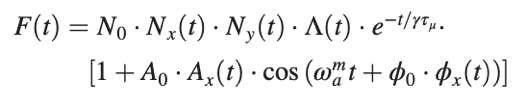 F(t) = N₀ · Nₓ(t) · N_y(t) · Λ(t) · e^{−t/γτ_μ} ·
[1 + A₀ · Aₓ(t) · cos (ω_a^m t + ϕ₀ · ϕₓ(t))]